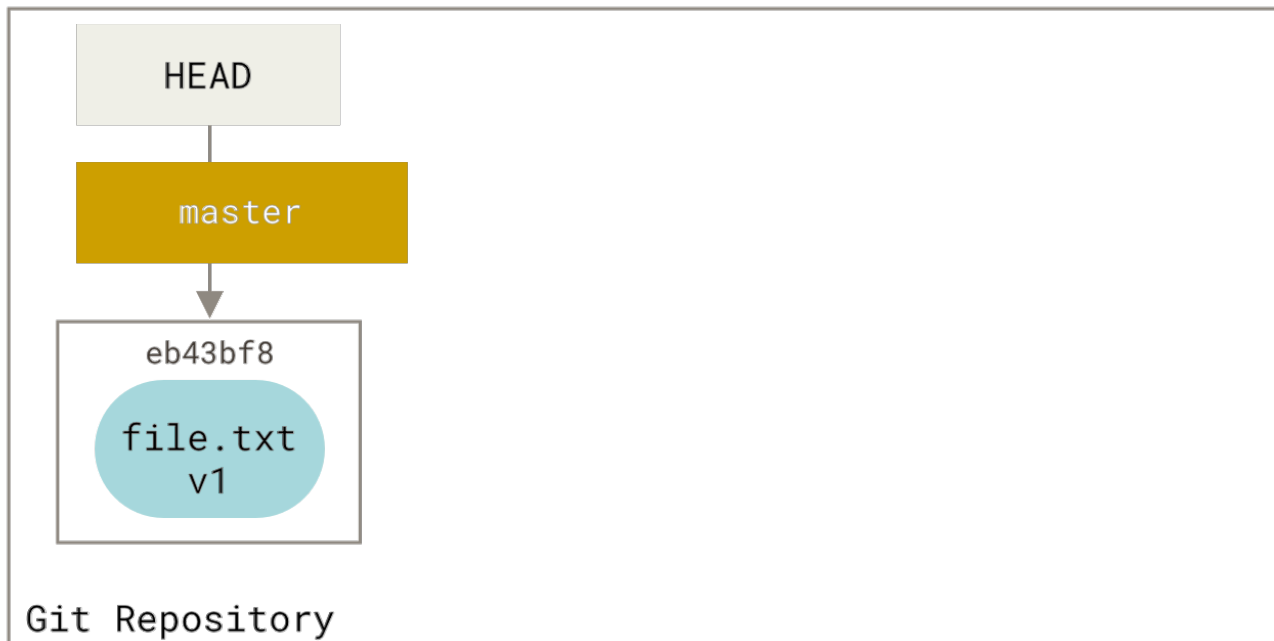 HEAD
master
eb43bf8
file.txt
v1
Git Repository